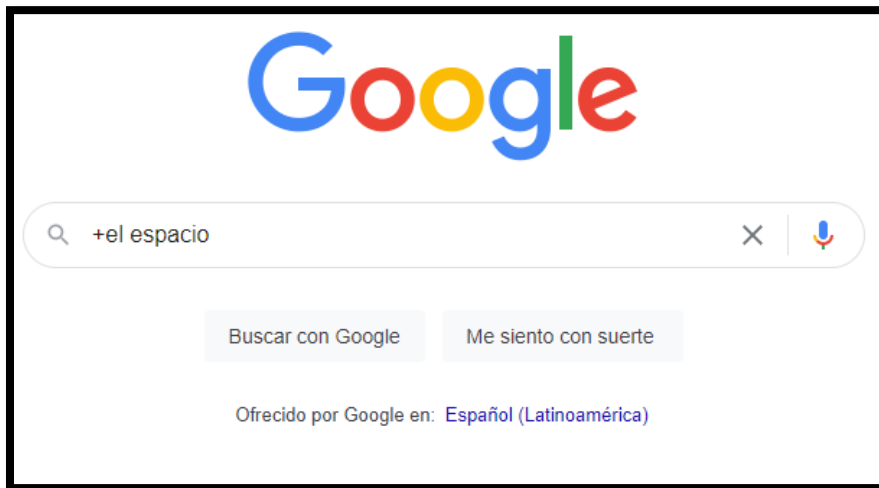 Google
+el espacio
Buscar con Google Me siento con suerte
Ofrecido por Google en: Español (Latinoamérica)